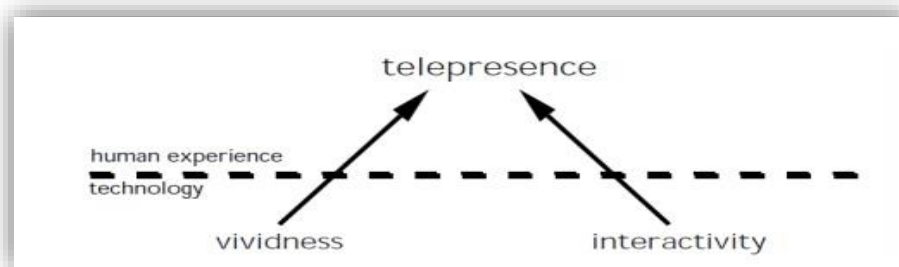 telepresence
human experience
technology
vividness
interactivity